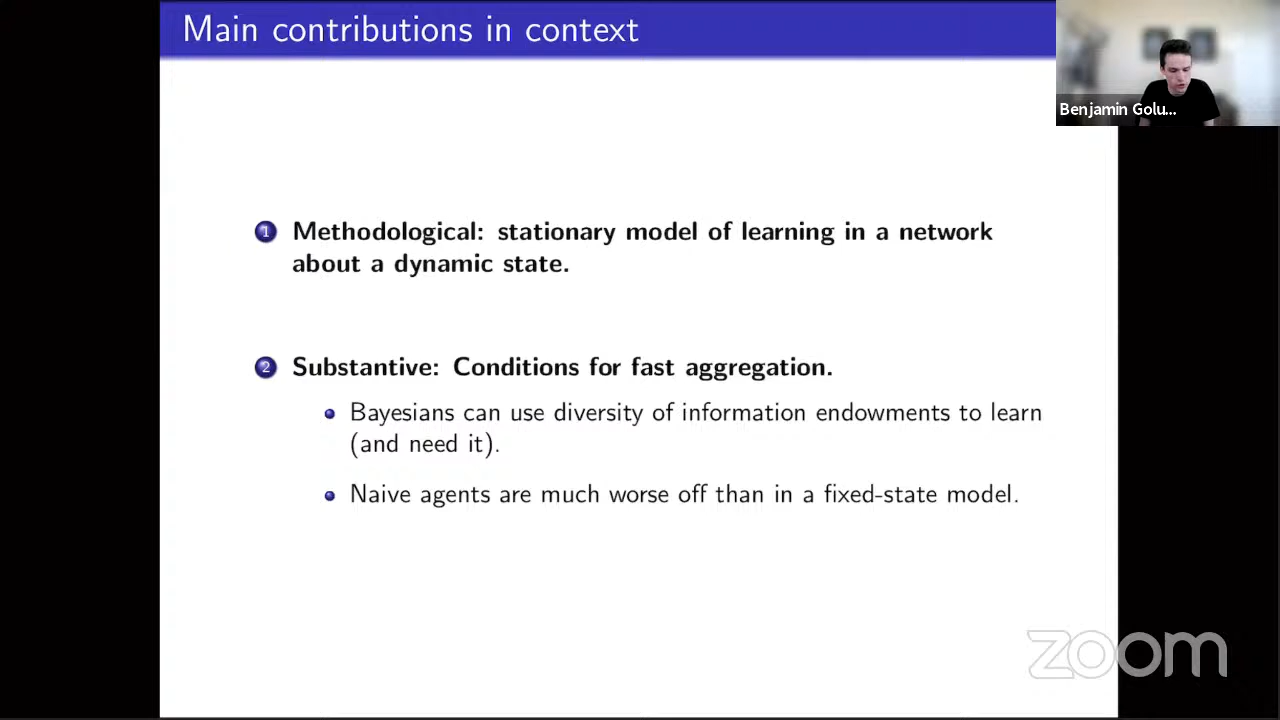 Main contributions in context
Benjamin Golu...
1 Methodological: stationary model of learning in a network
about a dynamic state.
2 Substantive: Conditions for fast aggregation.
Bayesians can use diversity of information endowments to learn
(and need it).
Naive agents are much worse off than in a fixed-state model.
zoom